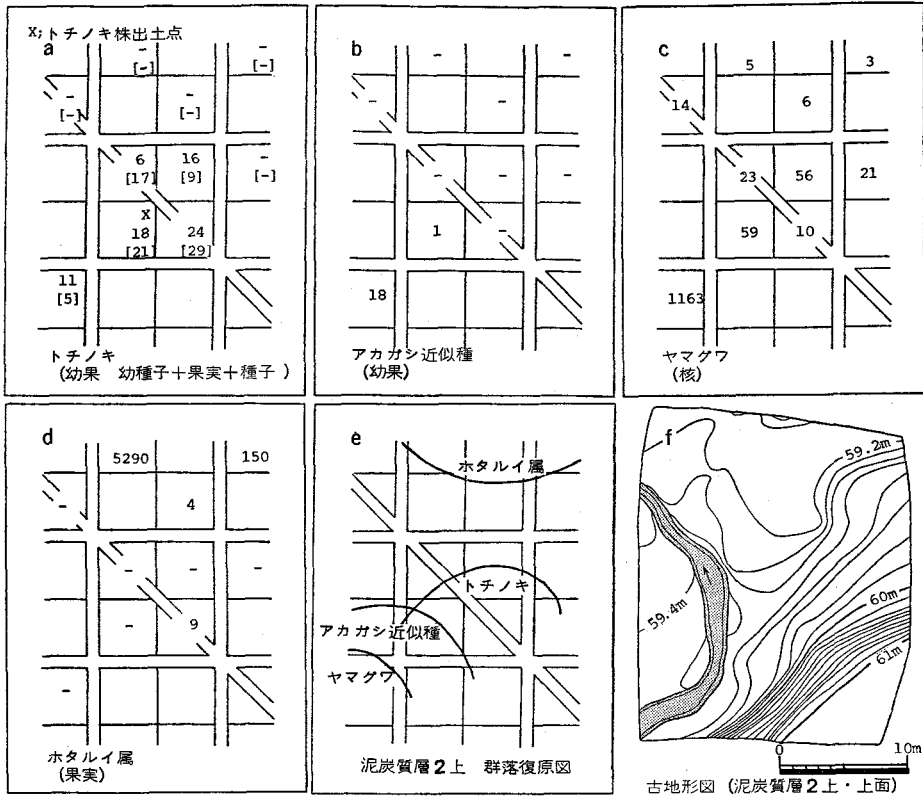 X;トチノキ株出土点
a
- - 
[-] [-]
- -
[-] [-]
6 16 -
[17] [9] [-]
X
18 24
[21] [29]
11
[5]
トチノキ
(幼果 幼種子+果実+種子 )
b
- -
- -
- - -
1 -
18
アカガシ近似種
(幼果)
c
5 3
14 6
23 56 21
59 10
1163
ヤマグワ
(核)
d
5290 150
- 4
- - -
- 9
-
ホタルイ属
(果実)
e
ホタルイ属
トチノキ
アカガシ近似種
ヤマグワ
泥炭質層2上 群落復原図
f
59.2m
59.4m
60m
61m
0 10m
古地形図 (泥炭質層2上・上面)